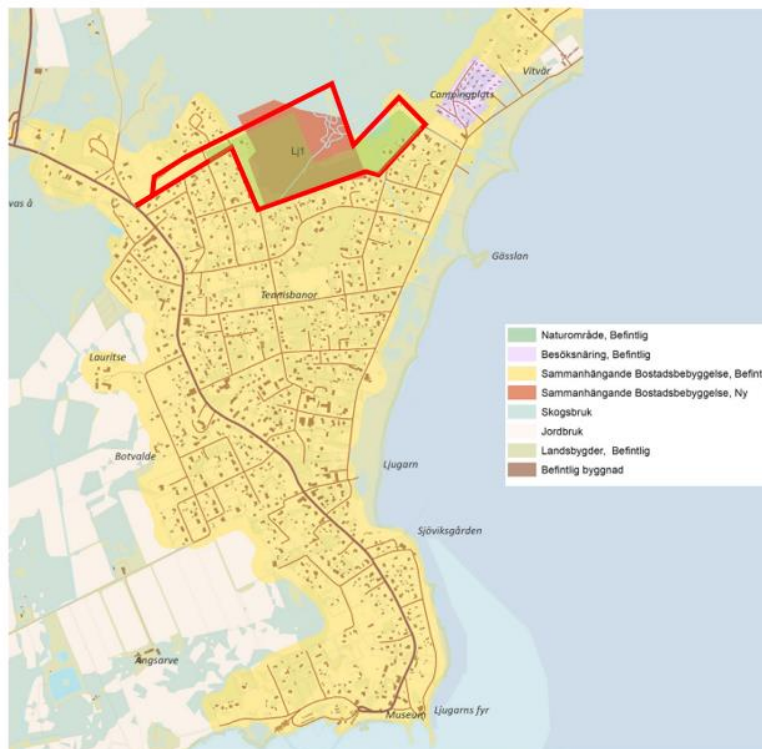 Vitvär
Campingplats
Lj1
vas å
Gässlan
Tennisbanor
Lauritse
Botvalde
Ljugarn
Sjöviksgården
Ängsarve
Museum
Ljugarns fyr
Naturområde, Befintlig
Besöksnäring, Befintlig
Sammanhängande Bostadsbebyggelse, Befint
Sammanhängande Bostadsbebyggelse, Ny
Skogsbruk
Jordbruk
Landsbygder, Befintlig
Befintlig byggnad